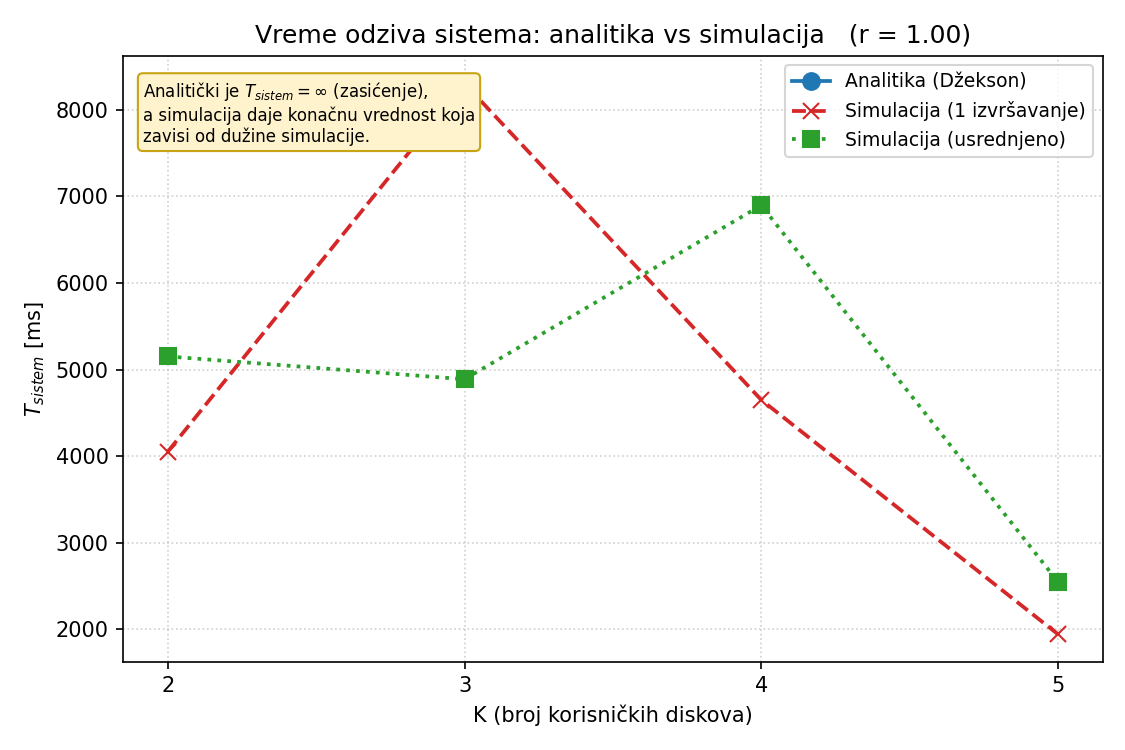 Vreme odziva sistema: analitika vs simulacija (r = 1.00)
Analitički je T_sistem = ∞ (zasićenje),
a simulacija daje konačnu vrednost koja
zavisi od dužine simulacije.
Analitika (Džekson)
Simulacija (1 izvršavanje)
Simulacija (usrednjeno)
T_sistem [ms]
8000
7000
6000
5000
4000
3000
2000
2 3 4 5
K (broj korisničkih diskova)